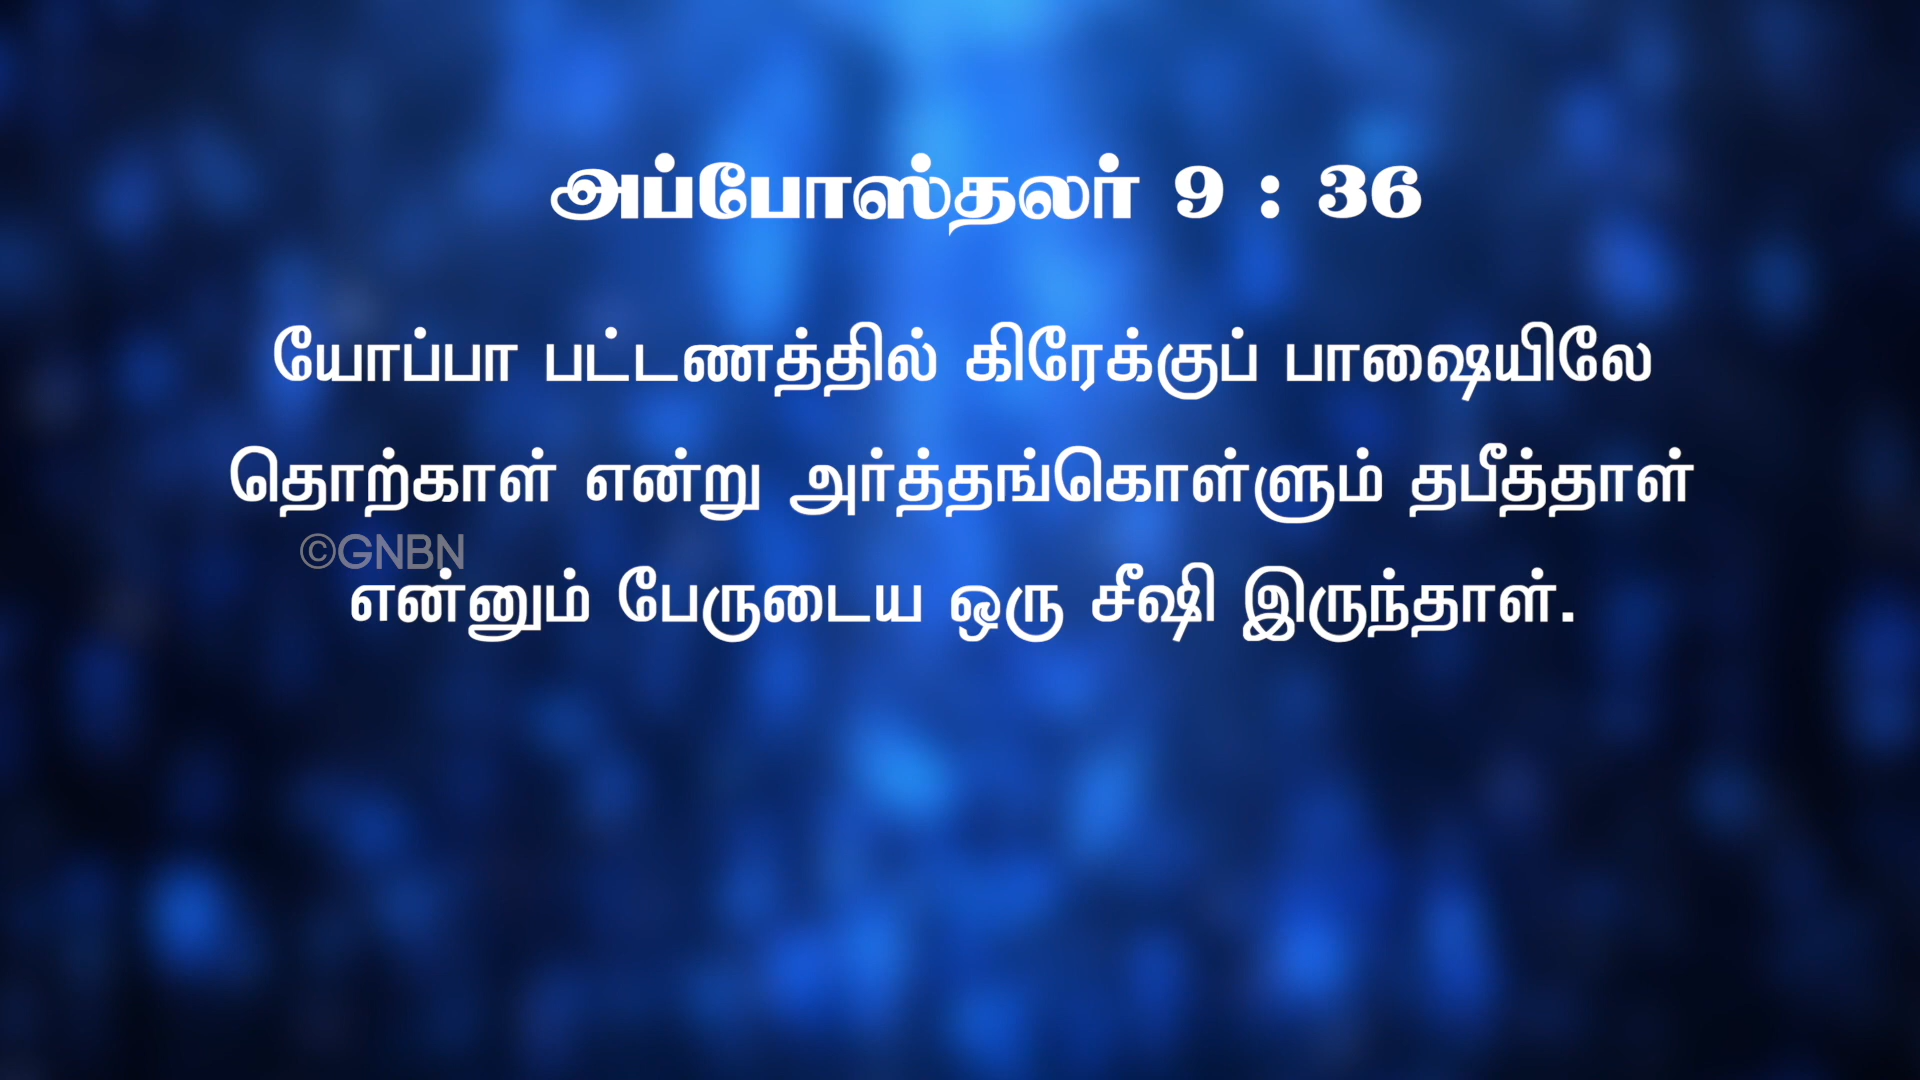 அப்போஸ்தலர் 9 : 36
யோப்பா பட்டணத்தில் கிரேக்குப் பாஷையிலே
தொற்காள் என்று அர்த்தங்கொள்ளும் தபீத்தாள்
©GNBN
என்னும் பேருடைய ஒரு சீஷி இருந்தாள்.